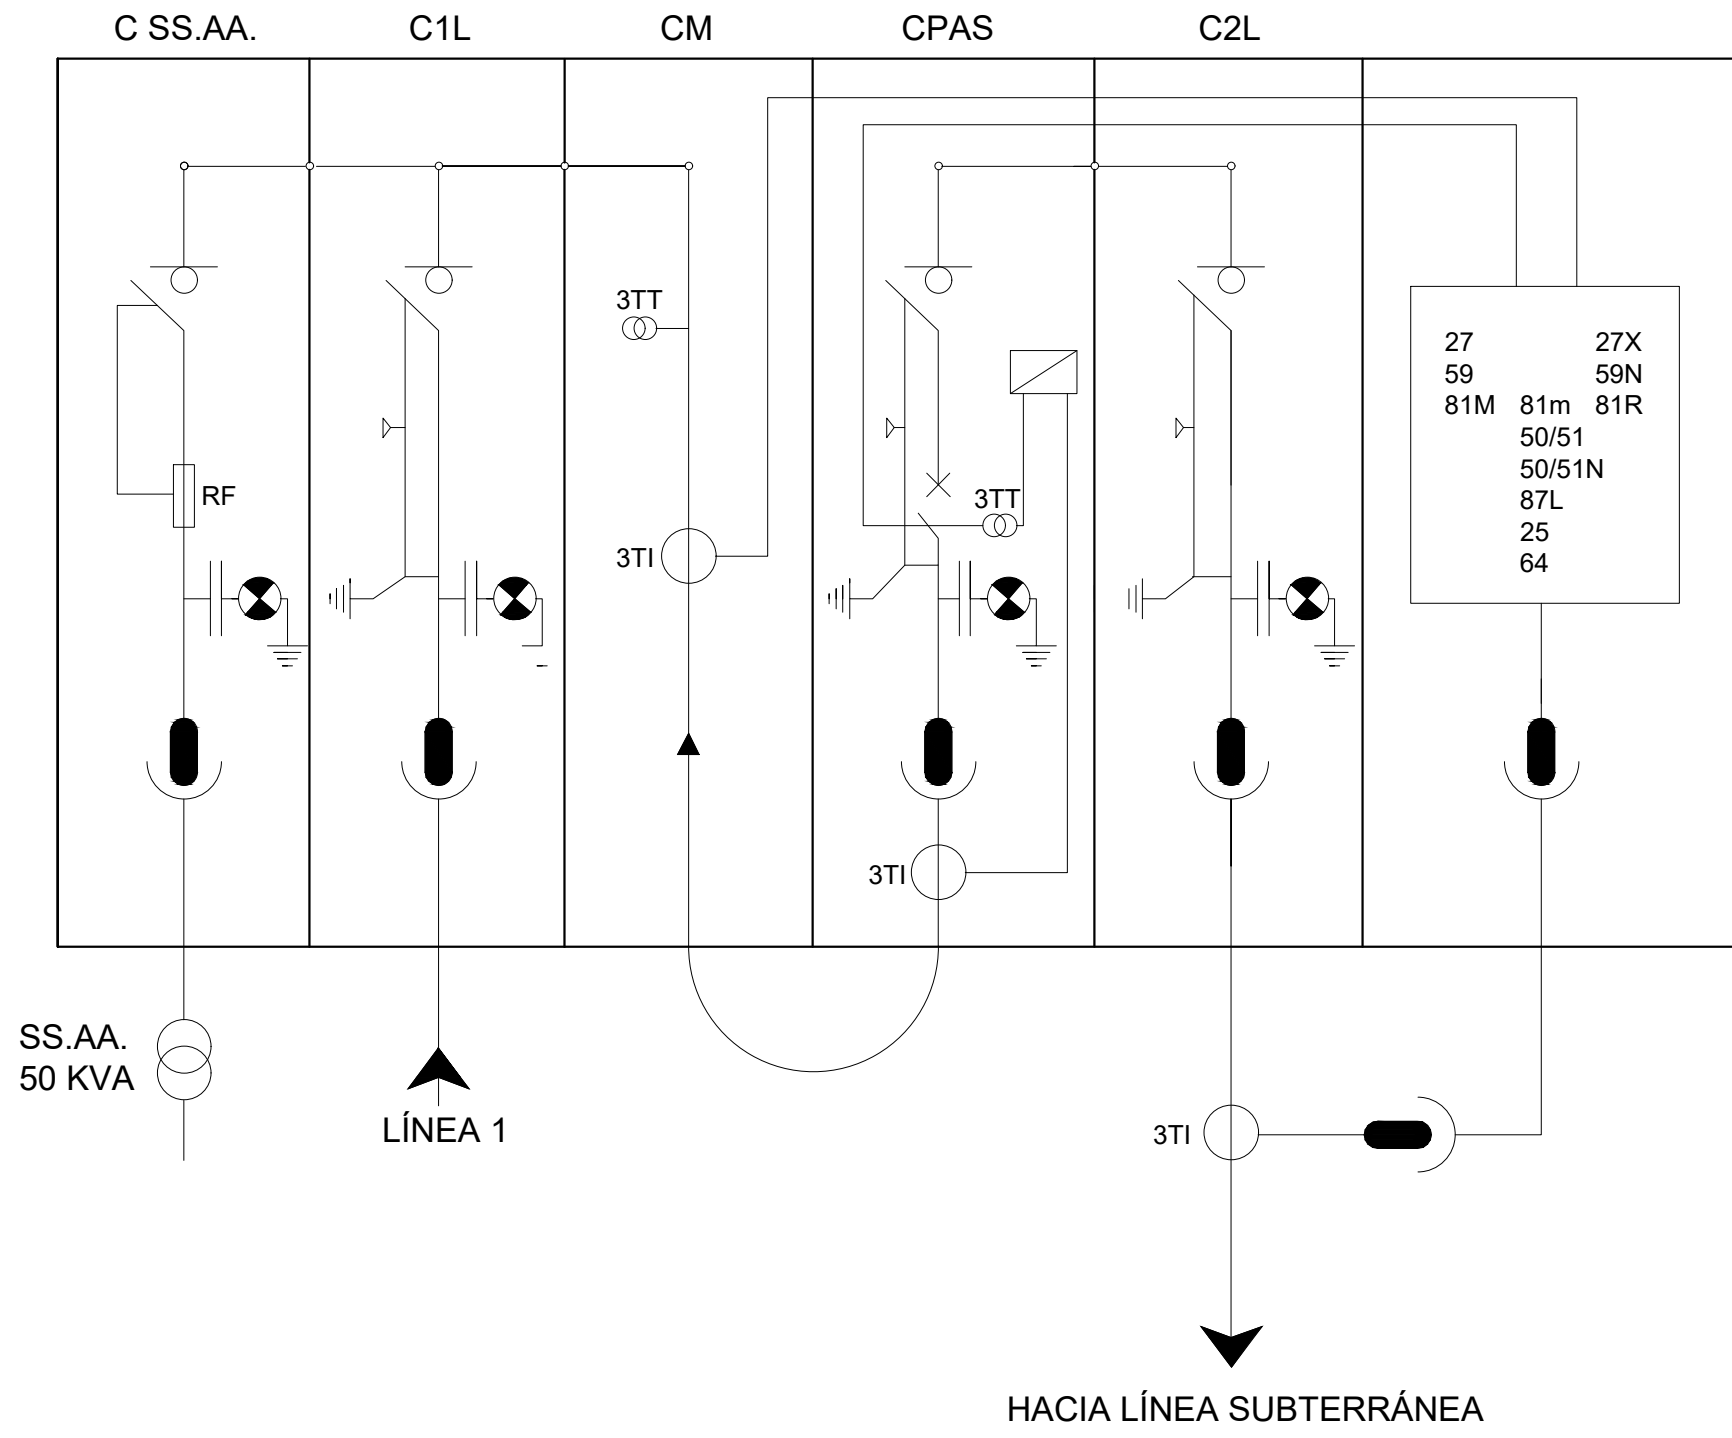 C SS.AA.
C1L
CM
CPAS
C2L
3TT
27
27X
59
59N
81M
81m
81R
50/51
50/51N
87L
25
64
RF
3TT
3TI
3TI
SS.AA.
50 KVA
LÍNEA 1
3TI
HACIA LÍNEA SUBTERRÁNEA